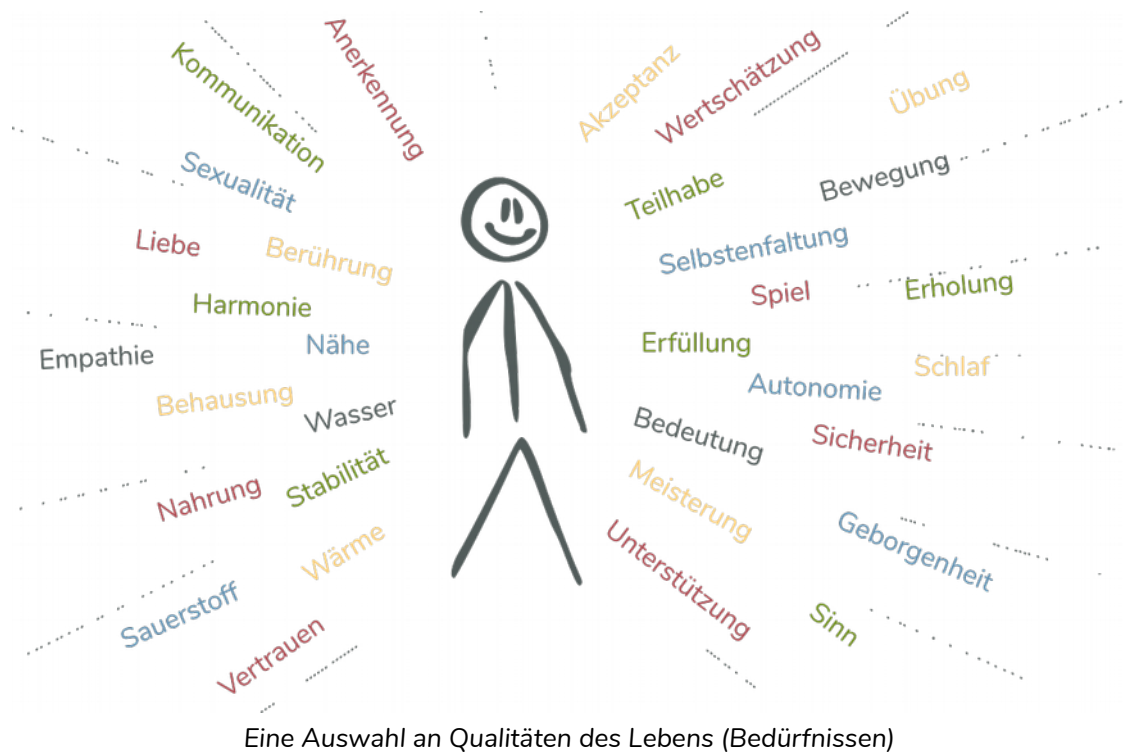 Kommunikation
Anerkennung
Sexualität
Liebe
Berührung
Harmonie
Nähe
Empathie
Behausung
Wasser
Nahrung
Stabilität
Wärme
Sauerstoff
Vertrauen
Akzeptanz
Wertschätzung
Übung
Teilhabe
Bewegung
Selbstenfaltung
Spiel
Erholung
Erfüllung
Schlaf
Autonomie
Bedeutung
Sicherheit
Meisterung
Geborgenheit
Unterstützung
Sinn
Eine Auswahl an Qualitäten des Lebens (Bedürfnissen)